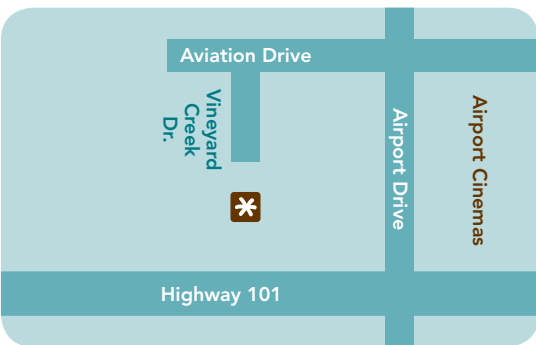 Aviation Drive
Vineyard
Creek
Dr.
Airport Drive
Airport Cinemas
Highway 101